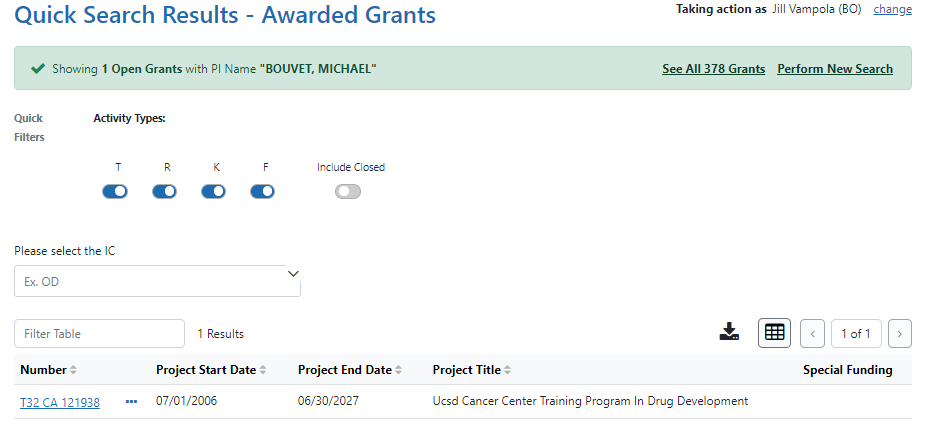 Quick Search Results - Awarded Grants
Taking action as Jill Vampola (BO) change
Showing 1 Open Grants with PI Name "BOUVET, MICHAEL"
See All 378 Grants Perform New Search
Quick Filters
Activity Types:
T R K F Include Closed
Please select the IC
Ex. OD
Filter Table 1 Results
< 1 of 1 >
Number Project Start Date Project End Date Project Title Special Funding
T32 CA 121938 ••• 07/01/2006 06/30/2027 Ucsd Cancer Center Training Program In Drug Development